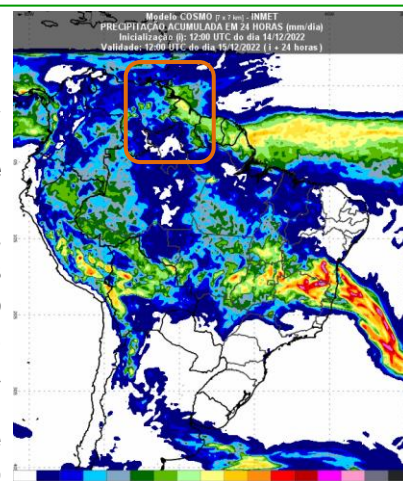 Modelo COSMO [7 x 7 km] - INMET
PRECIPITAÇÃO ACUMULADA EM 24 HORAS (mm/dia)
Inicialização (i): 12:00 UTC do dia 14/12/2022
Validade: 12:00 UTC do dia 15/12/2022 ( i + 24 horas )